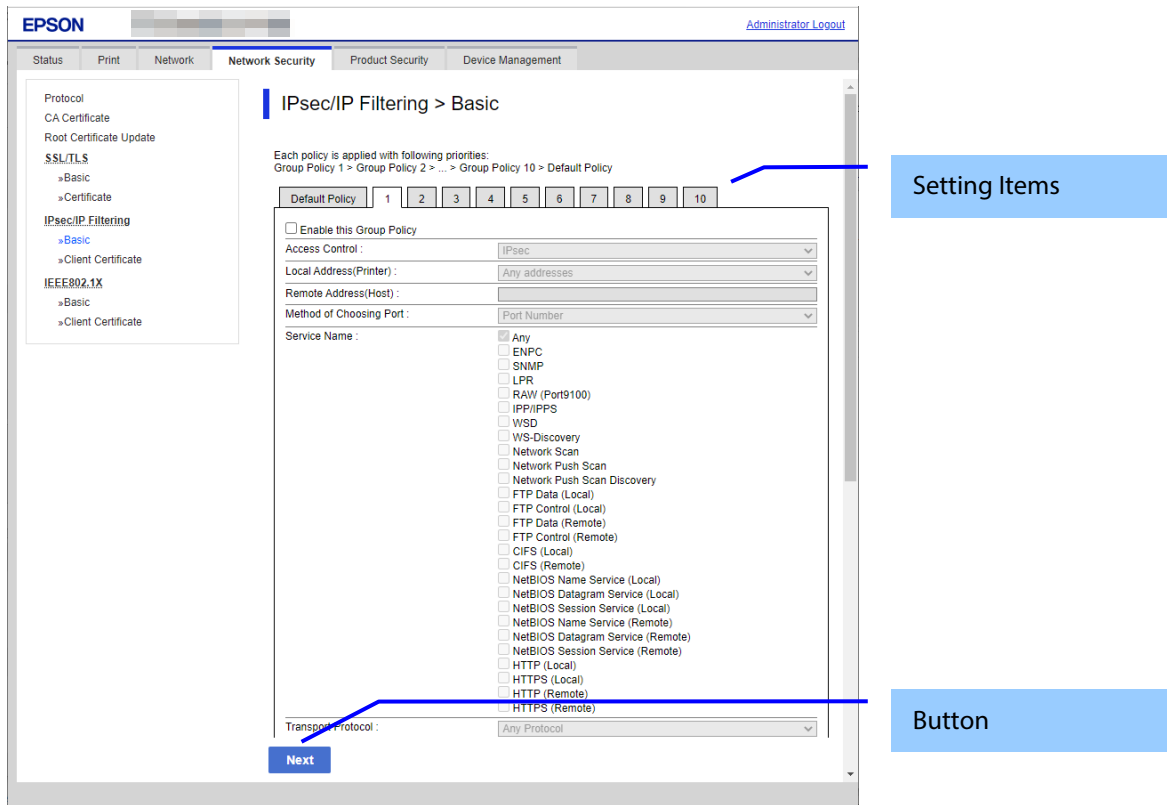 EPSON
Administrator Logout
Status Print Network Network Security Product Security Device Management
Protocol
CA Certificate
Root Certificate Update
SSL/TLS
»Basic
»Certificate
IPsec/IP Filtering
»Basic
»Client Certificate
IEEE802.1X
»Basic
»Client Certificate
IPsec/IP Filtering > Basic
Each policy is applied with following priorities:
Group Policy 1 > Group Policy 2 > ... > Group Policy 10 > Default Policy
Default Policy 1 2 3 4 5 6 7 8 9 10
Enable this Group Policy
Access Control : IPsec
Local Address(Printer) : Any addresses
Remote Address(Host) :
Method of Choosing Port : Port Number
Service Name : Any
ENPC
SNMP
LPR
RAW (Port9100)
IPP/IPPS
WSD
WS-Discovery
Network Scan
Network Push Scan
Network Push Scan Discovery
FTP Data (Local)
FTP Control (Local)
FTP Data (Remote)
FTP Control (Remote)
CIFS (Local)
CIFS (Remote)
NetBIOS Name Service (Local)
NetBIOS Datagram Service (Local)
NetBIOS Session Service (Local)
NetBIOS Name Service (Remote)
NetBIOS Datagram Service (Remote)
NetBIOS Session Service (Remote)
HTTP (Local)
HTTPS (Local)
HTTP (Remote)
HTTPS (Remote)
Transport Protocol : Any Protocol
Next
Setting Items
Button